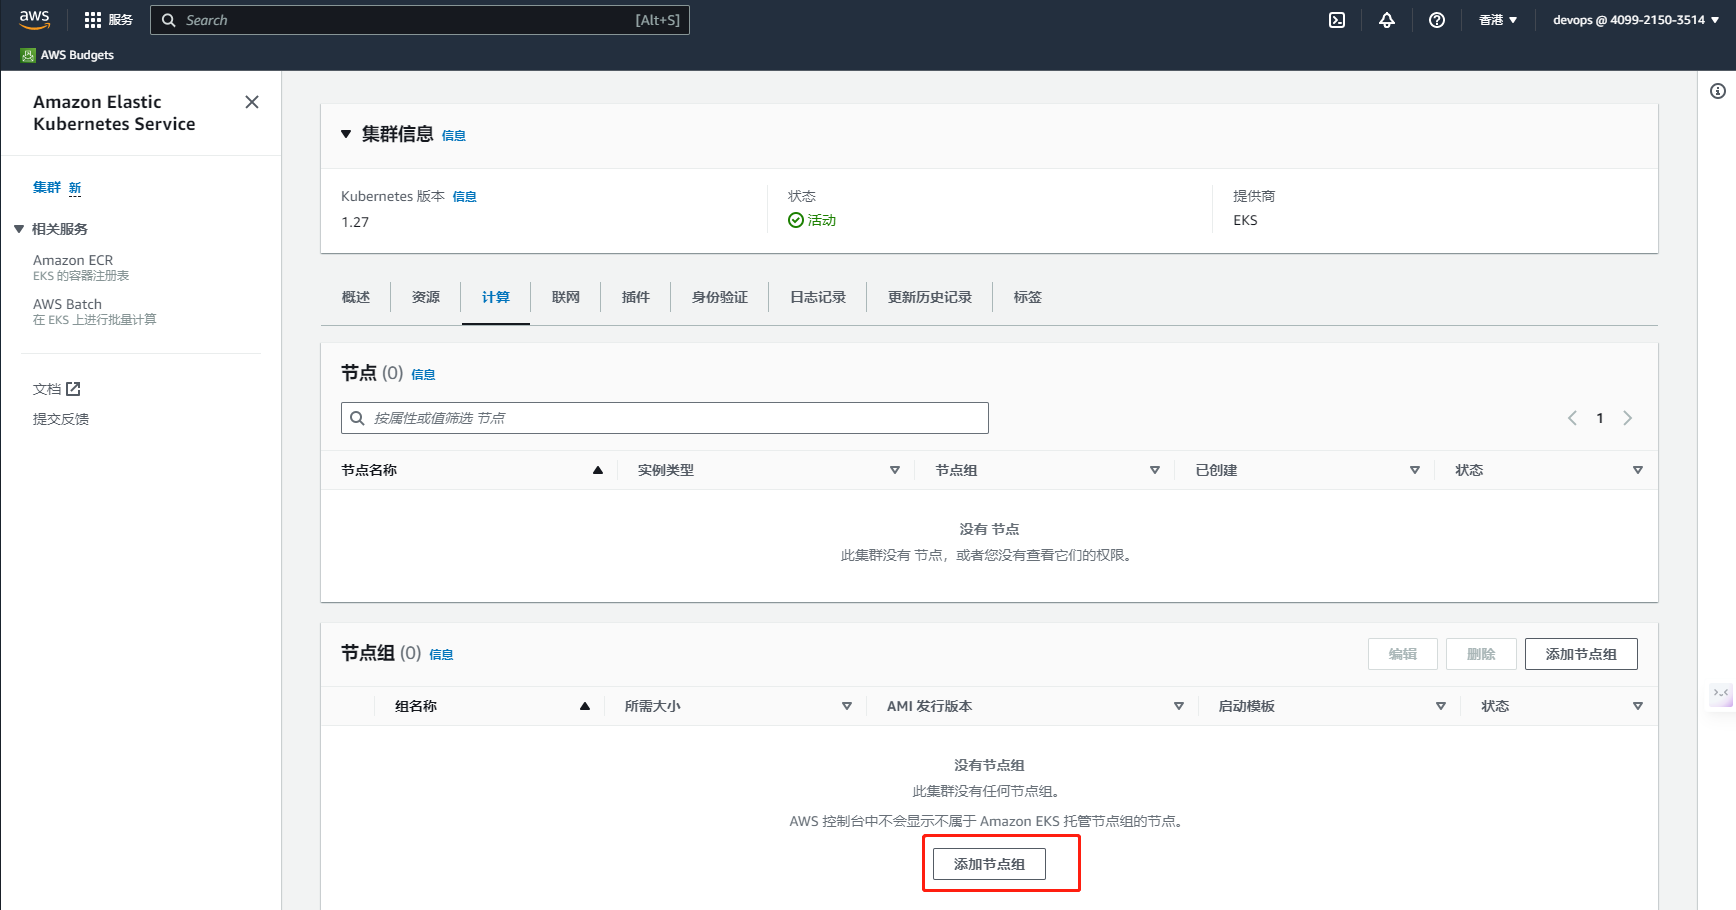 aws
服务
Search
[Alt+S]
香港
devops @ 4099-2150-3514
AWS Budgets
Amazon Elastic
Kubernetes Service
集群 新
相关服务
Amazon ECR
EKS 的容器注册表
AWS Batch
在 EKS 上进行批量计算
文档
提交反馈
集群信息 信息
Kubernetes 版本 信息
1.27
状态
活动
提供商
EKS
概述 资源 计算 联网 插件 身份验证 日志记录 更新历史记录 标签
节点 (0) 信息
按属性或值筛选 节点
1
节点名称 实例类型 节点组 已创建 状态
没有 节点
此集群没有 节点，或者您没有查看它们的权限。
节点组 (0) 信息
编辑 删除 添加节点组
组名称 所需大小 AMI 发行版本 启动模板 状态
没有节点组
此集群没有任何节点组。
AWS 控制台中不会显示不属于 Amazon EKS 托管节点组的节点。
添加节点组